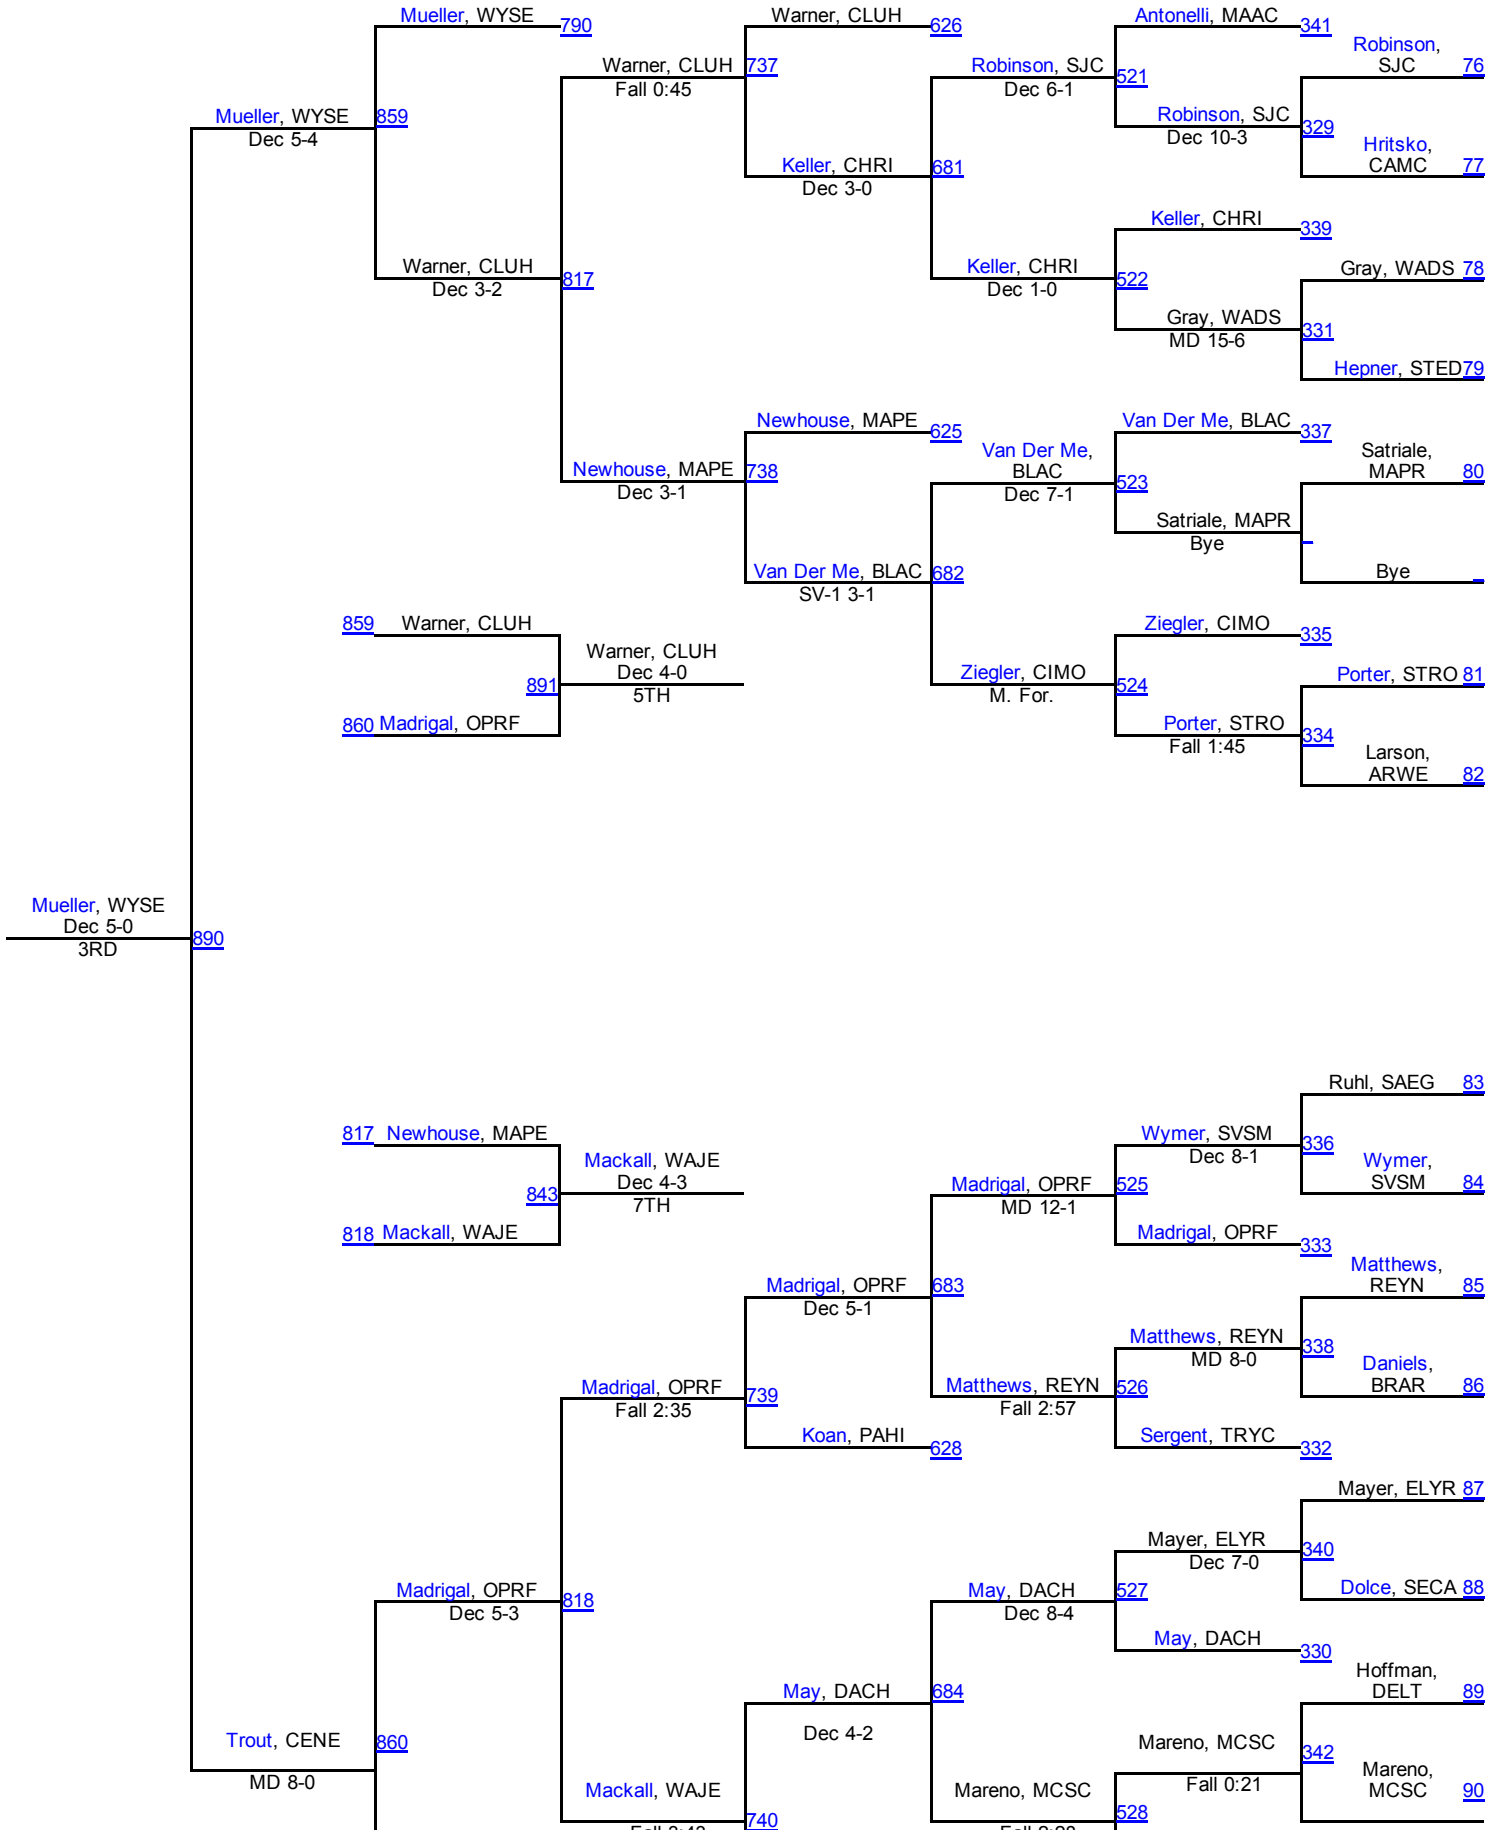 Mueller, WYSE
790
Warner, CLUH
626
Antonelli, MAAC
341
Robinson,
SJC 76
Warner, CLUH
Fall 0:45
737
Robinson, SJC
Dec 6-1
521
Mueller, WYSE
Dec 5-4
859
Robinson, SJC
Dec 10-3
329
Hritsko,
CAMC 77
Keller, CHRI
Dec 3-0
681
Keller, CHRI
339
Warner, CLUH
Dec 3-2
817
Keller, CHRI
Dec 1-0
522
Gray, WADS 78
Gray, WADS
MD 15-6
331
Hepner, STED 79
Newhouse, MAPE
625
Van Der Me, BLAC
337
Newhouse, MAPE
Dec 3-1
738
Van Der Me,
BLAC
Dec 7-1
523
Satriale,
MAPR 80
Satriale, MAPR
Bye
Van Der Me, BLAC
SV-1 3-1
682
Bye
859 Warner, CLUH
Ziegler, CIMO
335
Warner, CLUH
Dec 4-0
5TH
891
Ziegler, CIMO
M. For.
524
Porter, STRO 81
860 Madrigal, OPRF
Porter, STRO
Fall 1:45
334
Larson,
ARWE 82
Mueller, WYSE
Dec 5-0
3RD
890
Ruhl, SAEG 83
817 Newhouse, MAPE
Wymer, SVSM
Dec 8-1
336
Mackall, WAJE
Dec 4-3
7TH
843
Madrigal, OPRF
MD 12-1
525
Wymer,
SVSM 84
818 Mackall, WAJE
Madrigal, OPRF
333
Madrigal, OPRF
Dec 5-1
683
Matthews,
REYN 85
Matthews, REYN
MD 8-0
338
Madrigal, OPRF
Fall 2:35
739
Matthews, REYN
Fall 2:57
526
Daniels,
BRAR 86
Koan, PAHI
628
Sergent, TRYC
332
Mayer, ELYR 87
Mayer, ELYR
Dec 7-0
340
Madrigal, OPRF
Dec 5-3
818
May, DACH
Dec 8-4
527
Dolce, SECA 88
May, DACH
330
May, DACH
Dec 4-2
684
Hoffman,
DELT 89
Trout, CENE
MD 8-0
860
Mareno, MCSC
Fall 0:21
342
Mackall, WAJE
740
Mareno, MCSC
528
Mareno,
MCSC 90